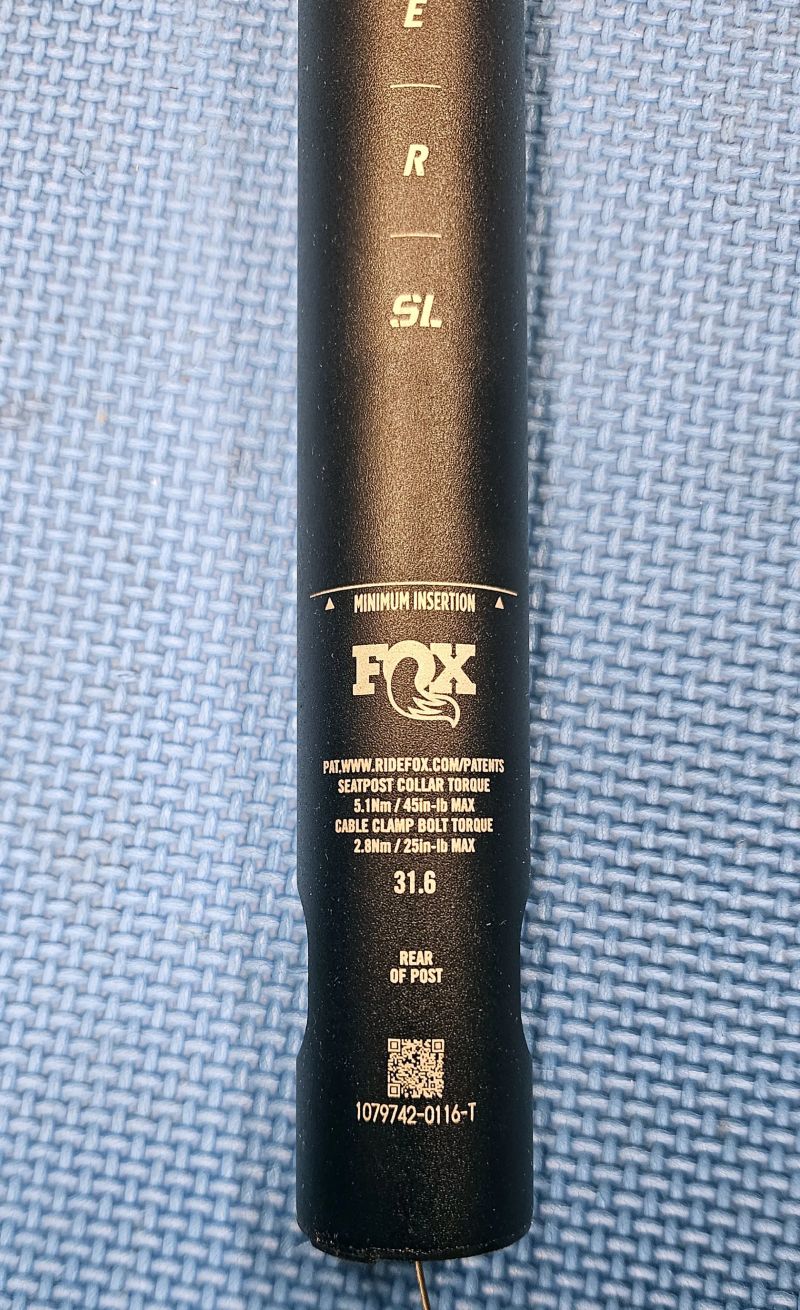 E
R
SL
MINIMUM INSERTION
FOX
PAT.WWW.RIDEFOX.COM/PATENTS
SEATPOST COLLAR TORQUE
5.1Nm / 45in-lb MAX
CABLE CLAMP BOLT TORQUE
2.8Nm / 25in-lb MAX
31.6
REAR
OF POST
1079742-0116-T